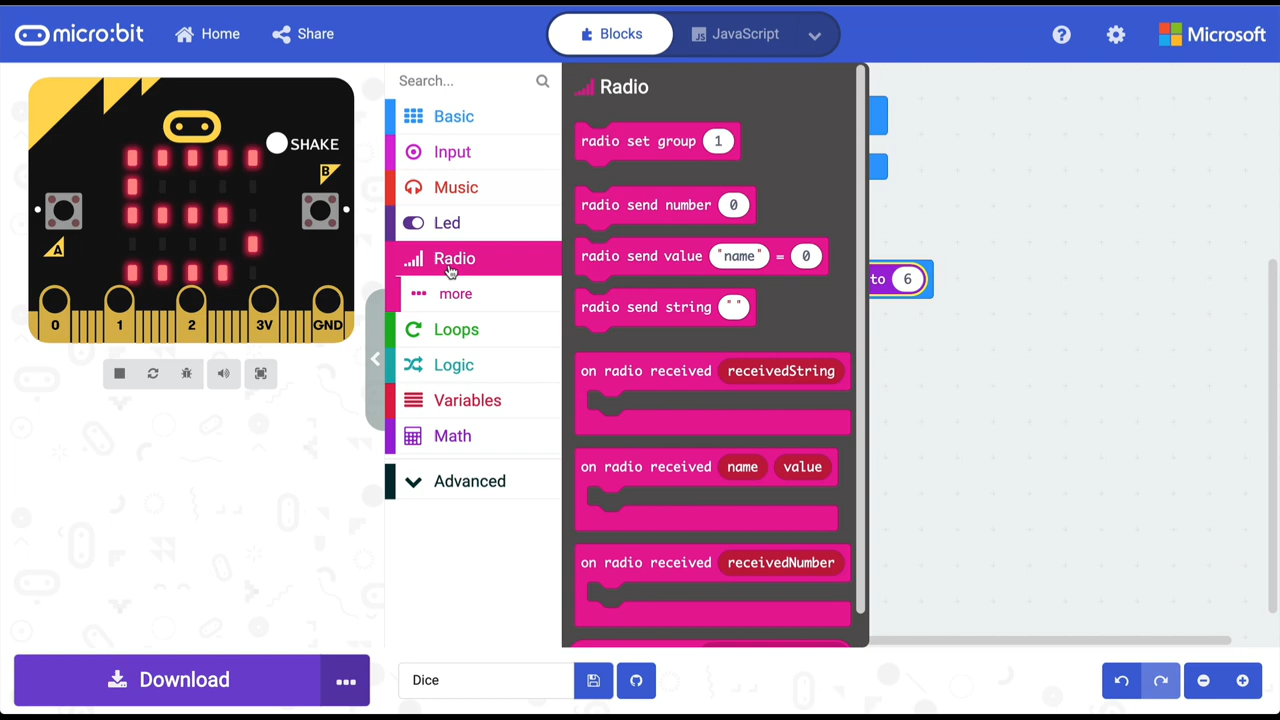 micro:bit
Home
Share
Blocks
JS JavaScript
?
Microsoft
SHAKE
B
A
0 1 2 3V GND
Search...
Basic
Input
Music
Led
Radio
more
Loops
Logic
Variables
Math
Advanced
Radio
radio set group 1
radio send number 0
radio send value "name" = 0
radio send string " "
on radio received receivedString
on radio received name value
on radio received receivedNumber
to 6
Download
Dice